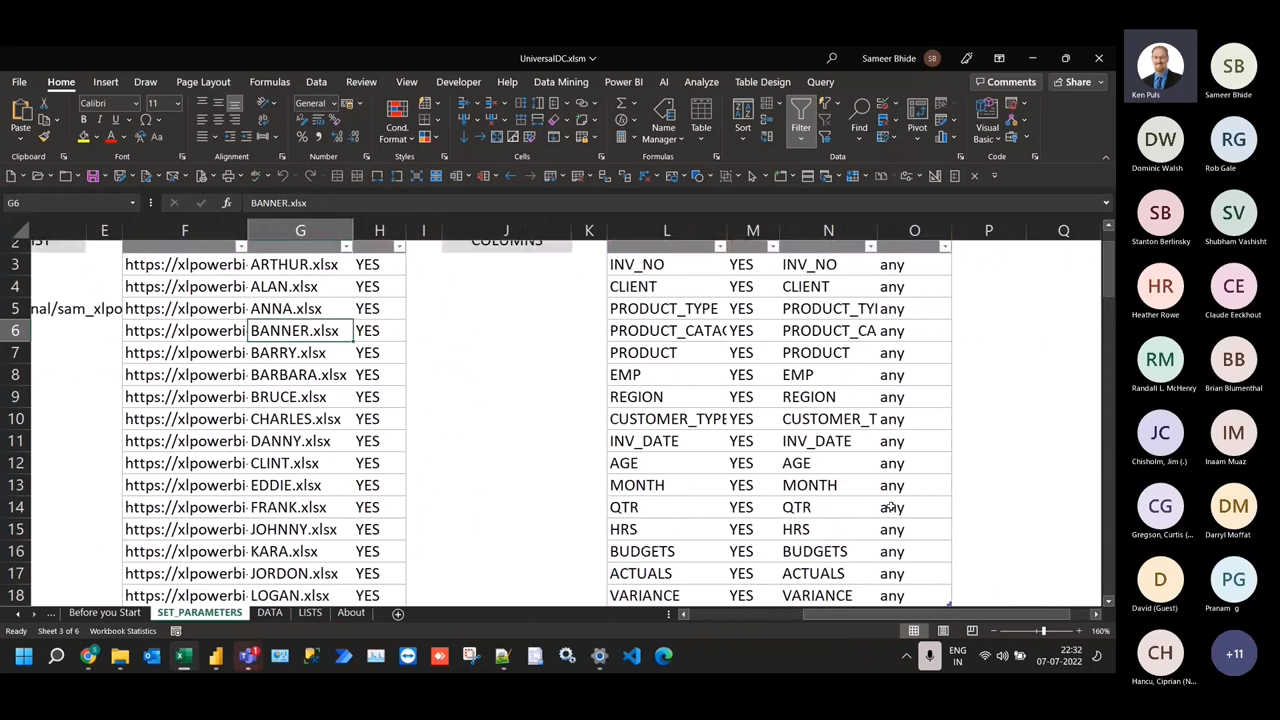 UniversalIDC.xlsm
Sameer Bhide SB
File Home Insert Draw Page Layout Formulas Data Review View Developer Help Data Mining Power BI AI Analyze Table Design Query Comments Share
Paste Calibri 11 General Cond. Format Name Manager Table Sort Filter Find Pivot Visual Basic
Clipboard Font Alignment Number Styles Cells Formulas Data Code
G6 BANNER.xlsx
E F G H I J K L M N O P Q
2 COLUMNS
3 https://xlpowerbi- ARTHUR.xlsx YES INV_NO YES INV_NO any
4 https://xlpowerbi- ALAN.xlsx YES CLIENT YES CLIENT any
5 nal/sam_xlpo https://xlpowerbi- ANNA.xlsx YES PRODUCT_TYPE YES PRODUCT_TYI any
6 https://xlpowerbi- BANNER.xlsx YES PRODUCT_CATAC YES PRODUCT_CA any
7 https://xlpowerbi- BARRY.xlsx YES PRODUCT YES PRODUCT any
8 https://xlpowerbi- BARBARA.xlsx YES EMP YES EMP any
9 https://xlpowerbi- BRUCE.xlsx YES REGION YES REGION any
10 https://xlpowerbi- CHARLES.xlsx YES CUSTOMER_TYPE YES CUSTOMER_T any
11 https://xlpowerbi- DANNY.xlsx YES INV_DATE YES INV_DATE any
12 https://xlpowerbi- CLINT.xlsx YES AGE YES AGE any
13 https://xlpowerbi- EDDIE.xlsx YES MONTH YES MONTH any
14 https://xlpowerbi- FRANK.xlsx YES QTR YES QTR any
15 https://xlpowerbi- JOHNNY.xlsx YES HRS YES HRS any
16 https://xlpowerbi- KARA.xlsx YES BUDGETS YES BUDGETS any
17 https://xlpowerbi- JORDON.xlsx YES ACTUALS YES ACTUALS any
18 https://xlpowerbi- LOGAN.xlsx YES VARIANCE YES VARIANCE any
... Before you Start SET_PARAMETERS DATA LISTS About
Ready Sheet 3 of 6 Workbook Statistics 160%
ENG
IN
22:32
07-07-2022
Ken Puls
SB
Sameer Bhide
DW
Dominic Walsh
RG
Rob Gale
SB
Stanton Berlinsky
SV
Shubham Vashisht
HR
Heather Rowe
CE
Claude Eeckhout
RM
Randall L. McHenry
BB
Brian Blumenthal
JC
Chisholm, Jim (.)
IM
Inaam Muaz
CG
Gregson, Curtis (...
DM
Darryl Moffat
D
David (Guest)
PG
Pranam g
CH
Hancu, Ciprian (N...
+11